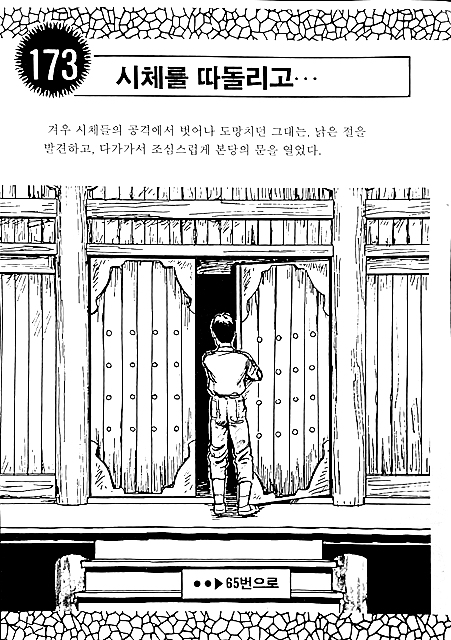 173
시체를 따돌리고…
겨우 시체들의 공격에서 벗어나 도망치던 그대는, 낡은 절을
발견하고, 다가가서 조심스럽게 본당의 문을 열었다.
●●▶65번으로